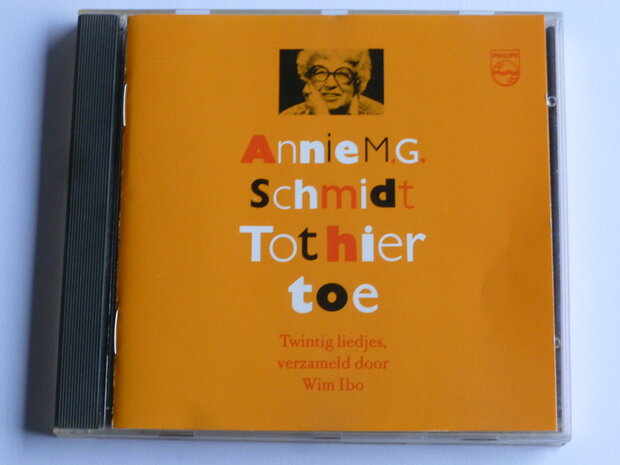 PHILIPS
Annie M.G.
Schmidt
Tot hier
toe
Twintig liedjes,
verzameld door
Wim Ibo